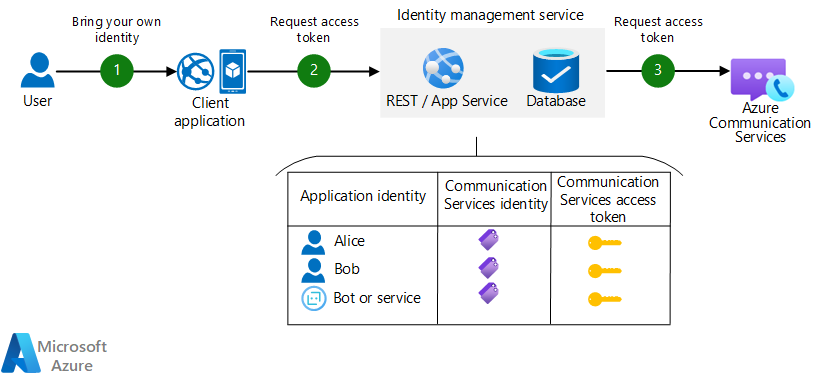 Bring your own
identity
Request access
token
Identity management service
Request access
token
1
2
3
User
Client
application
REST / App Service
Database
Azure
Communication
Services
Application identity
Communication
Services identity
Communication
Services access
token
Alice
Bob
Bot or service
Microsoft
Azure